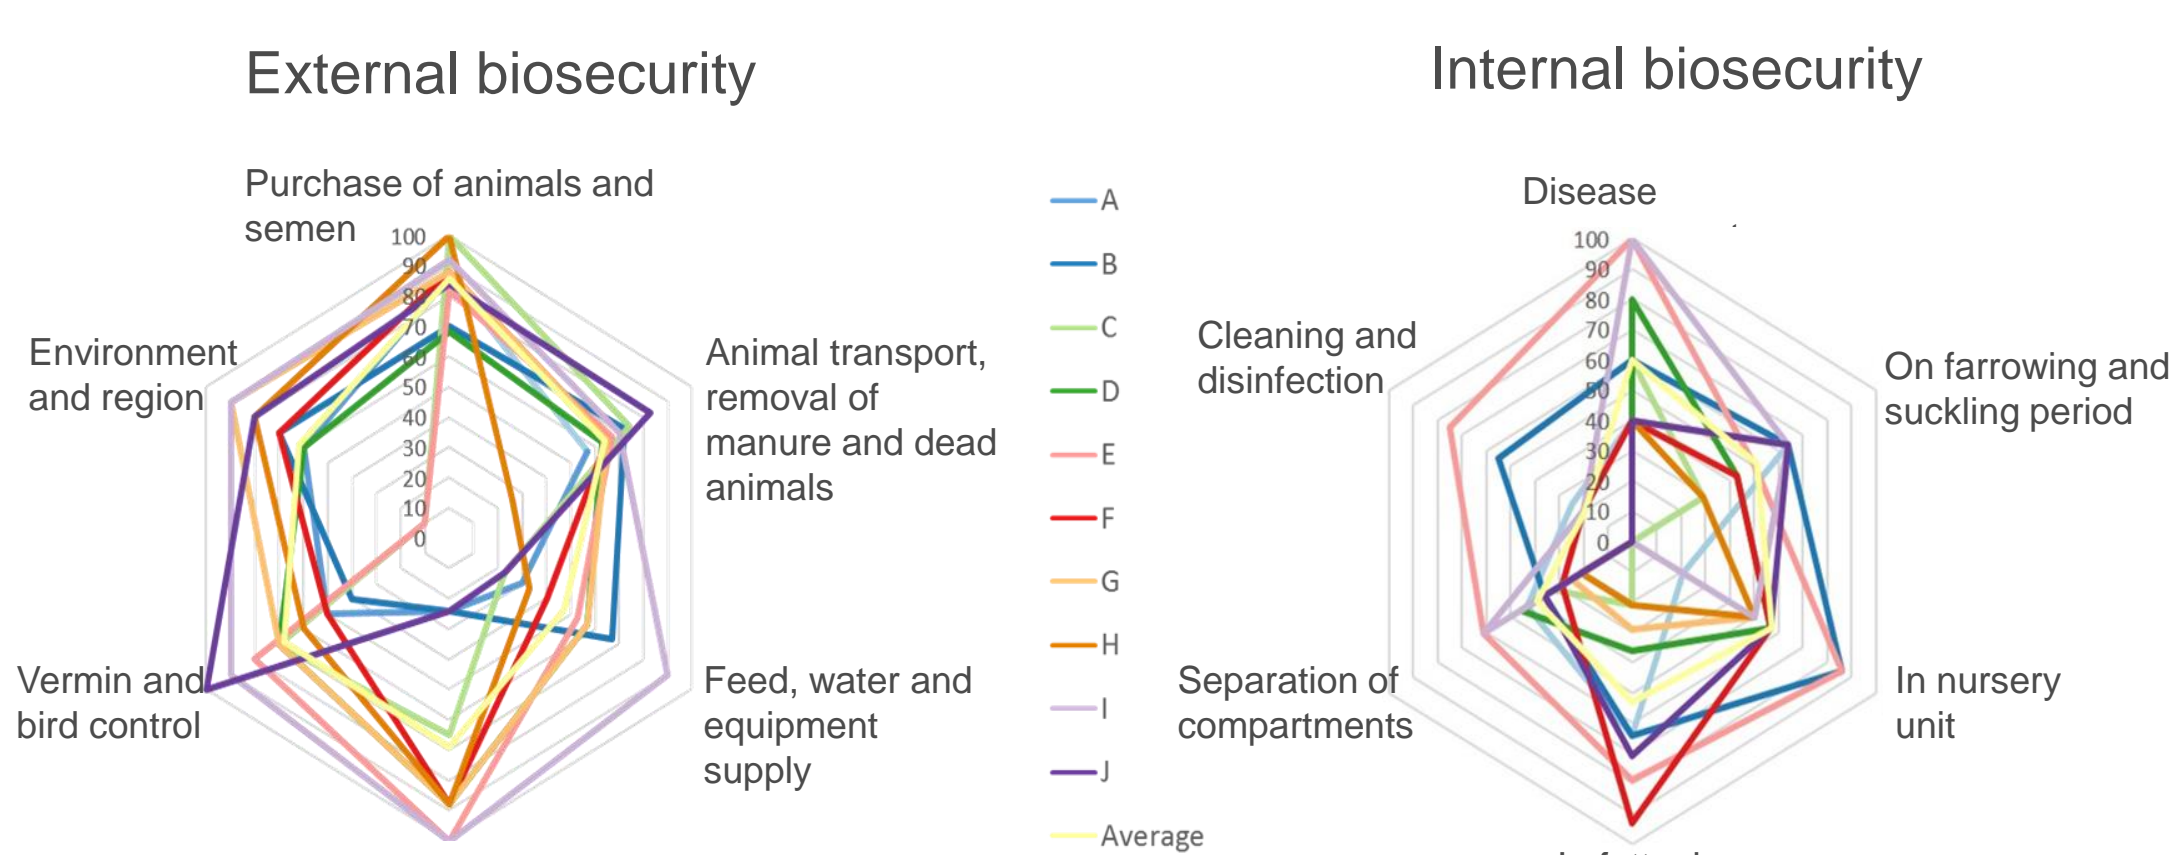 External biosecurity
Internal biosecurity
Purchase of animals and
semen
100
90
80
70
60
50
40
30
20
10
0
Animal transport,
removal of
manure and dead
animals
Feed, water and
equipment
supply
Vermin and
bird control
Environment
and region
A
B
C
D
E
F
G
H
I
J
Average
Disease
100
90
80
70
60
50
40
30
20
10
0
On farrowing and
suckling period
In nursery
unit
Separation of
compartments
Cleaning and
disinfection